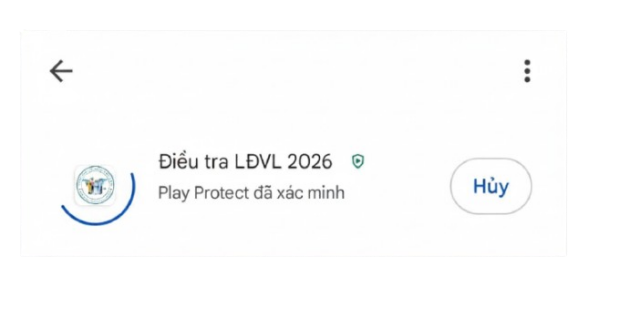 Điều tra LĐVL 2026
Play Protect đã xác minh
Hủy